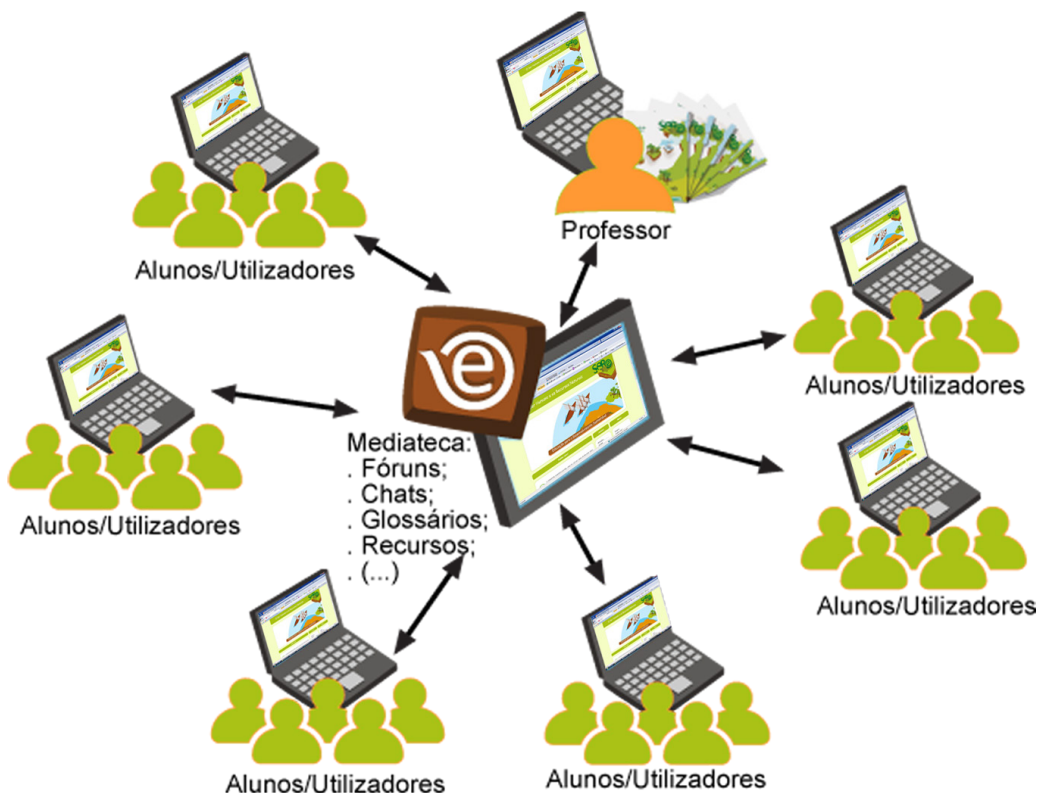 Professor
Alunos/Utilizadores
Alunos/Utilizadores
Alunos/Utilizadores
e
Mediateca:
. Fóruns;
. Chats;
. Glossários;
. Recursos;
. (...)
Alunos/Utilizadores
Alunos/Utilizadores
Alunos/Utilizadores